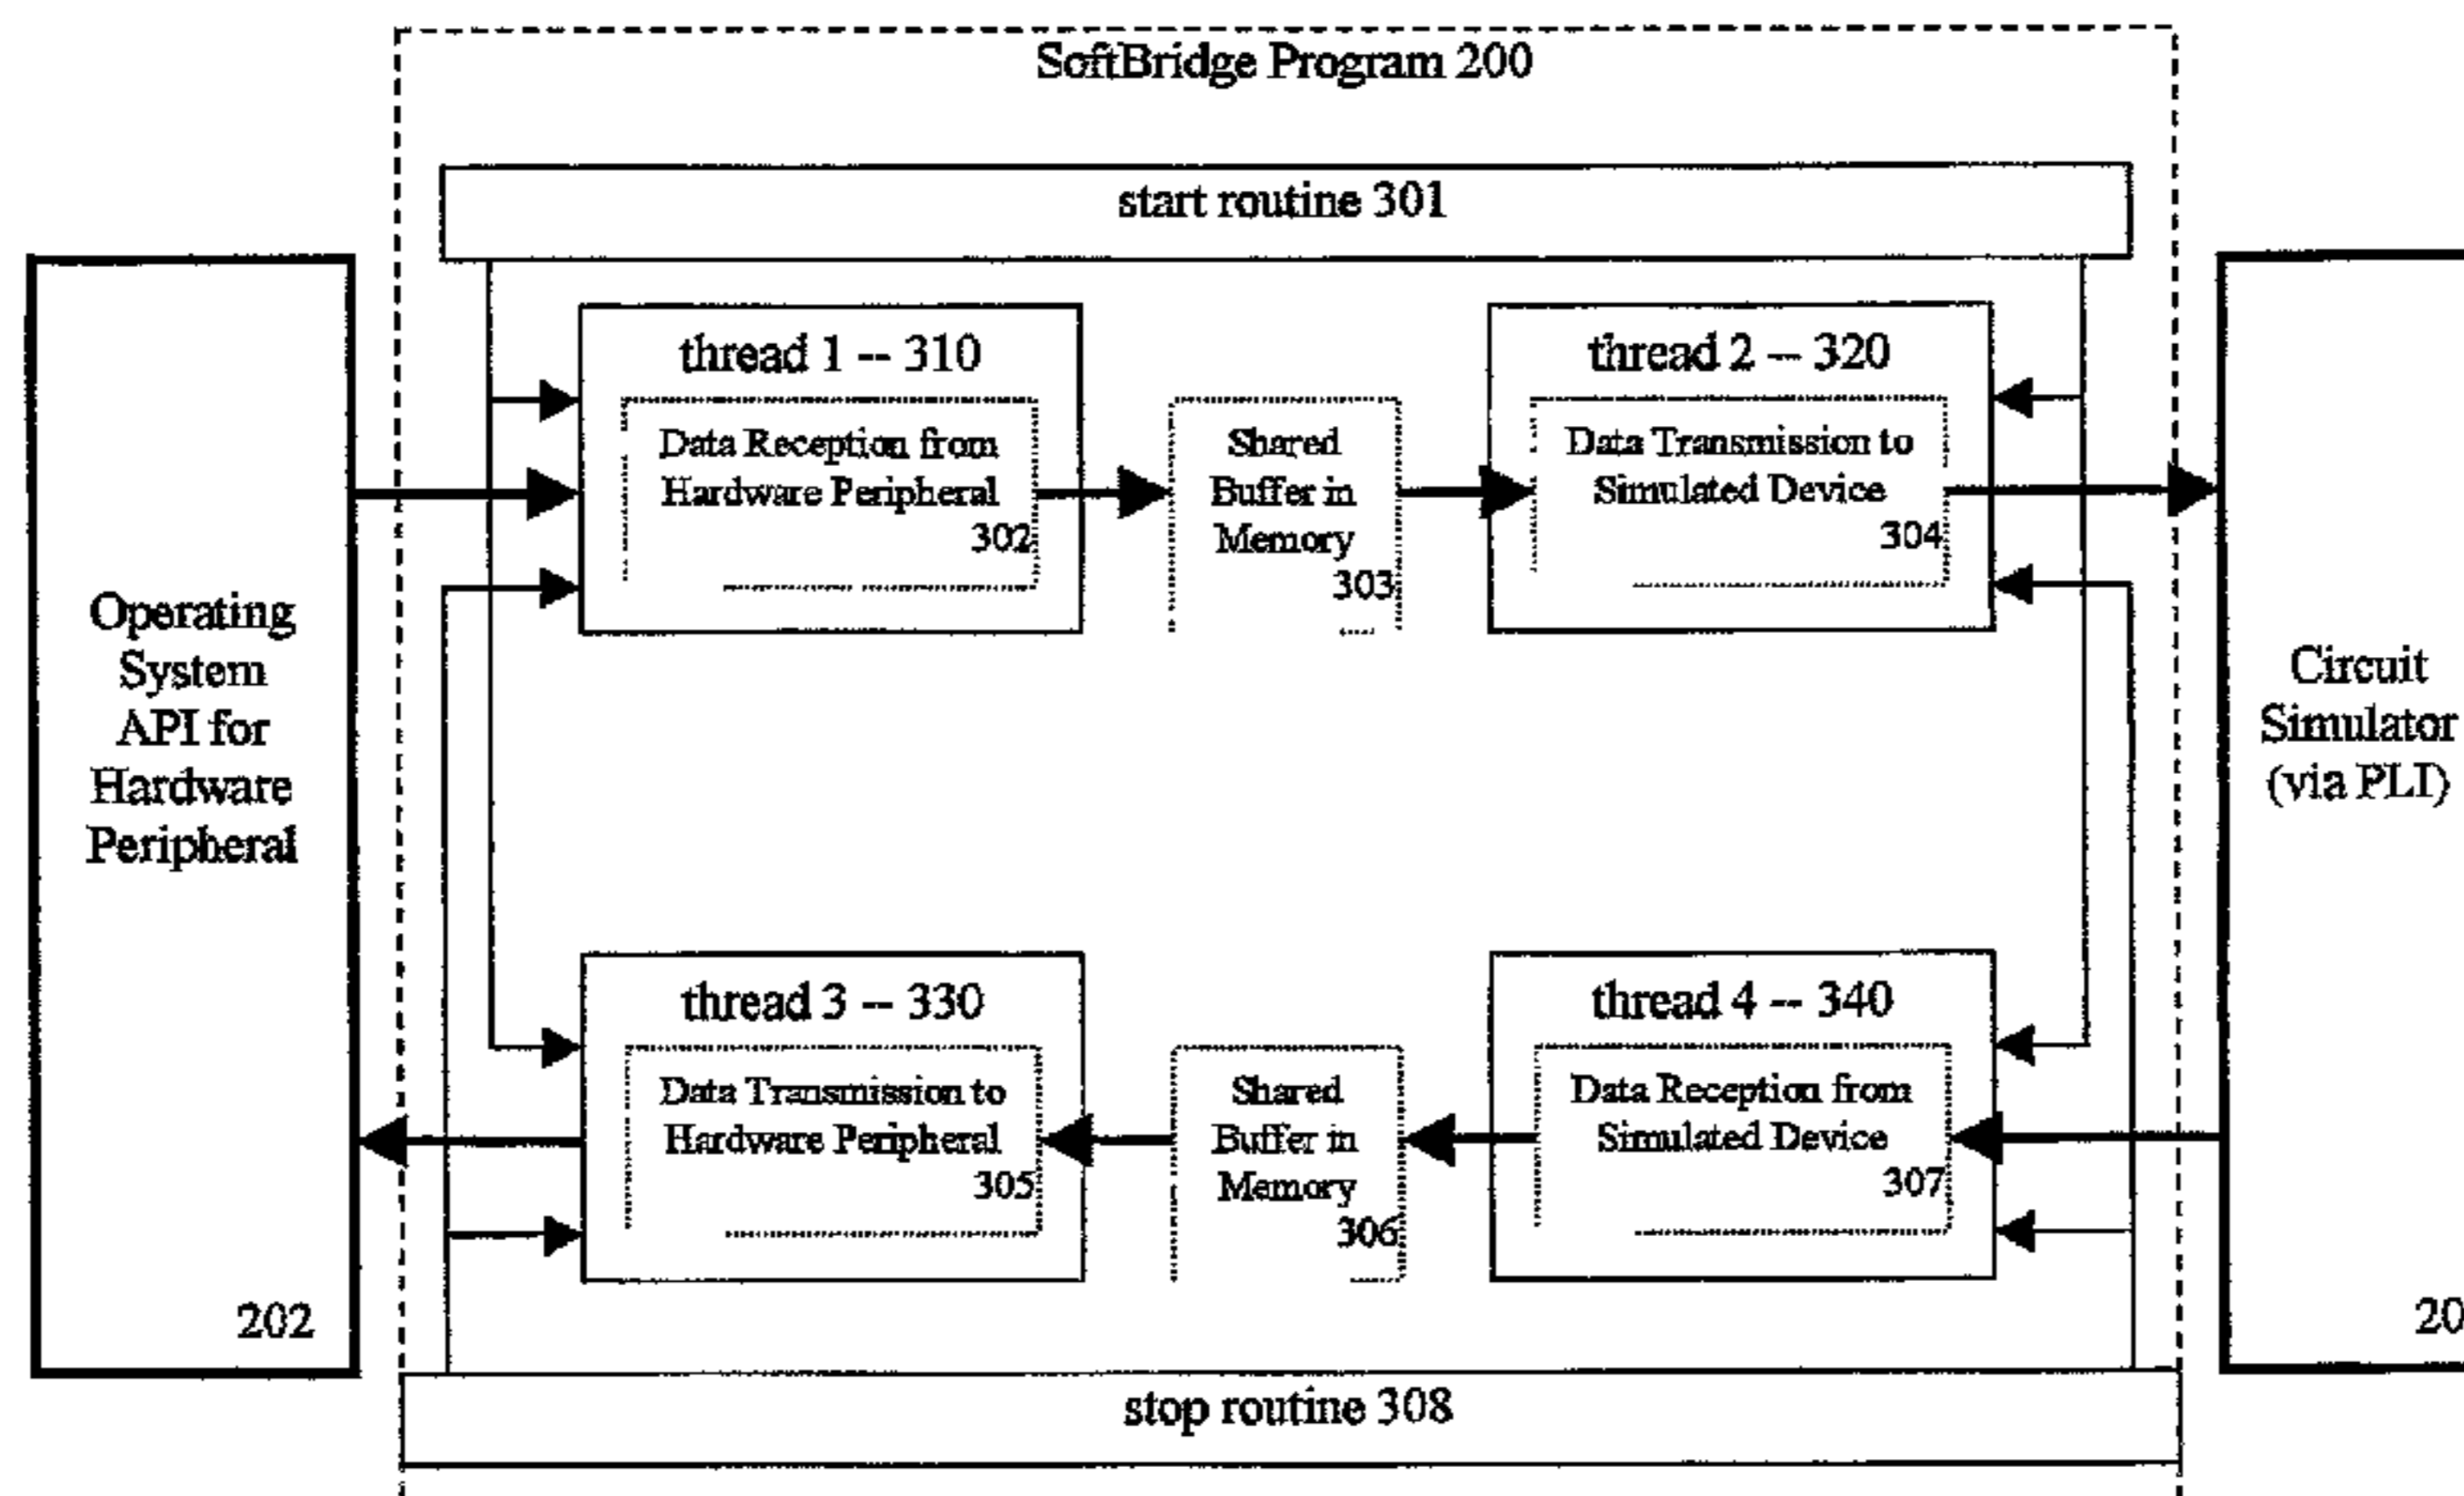 SoftBridge Program 200
start routine 301
Operating
System
API for
Hardware
Peripheral
202
thread 1 -- 310
Data Reception from
Hardware Peripheral
302
Shared
Buffer in
Memory
303
thread 2 -- 320
Data Transmission to
Simulated Device
304
thread 3 -- 330
Data Transmission to
Hardware Peripheral
305
Shared
Buffer in
Memory
306
thread 4 -- 340
Data Reception from
Simulated Device
307
Circuit
Simulator
(via PLI)
20
stop routine 308